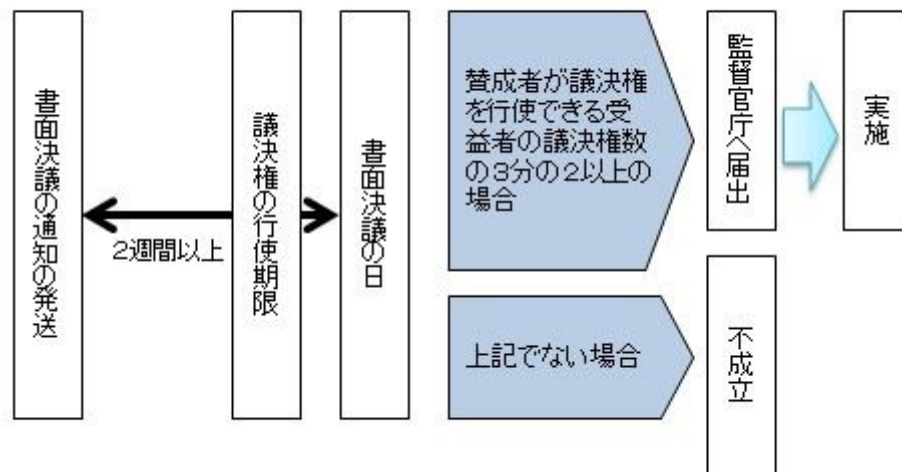 書面決議の通知の発送
2週間以上
議決権の行使期限
書面決議の日
賛成者が議決権
を行使できる受
益者の議決権数
の3分の2以上の
場合
監督官庁へ届出
実施
上記でない場合
不成立